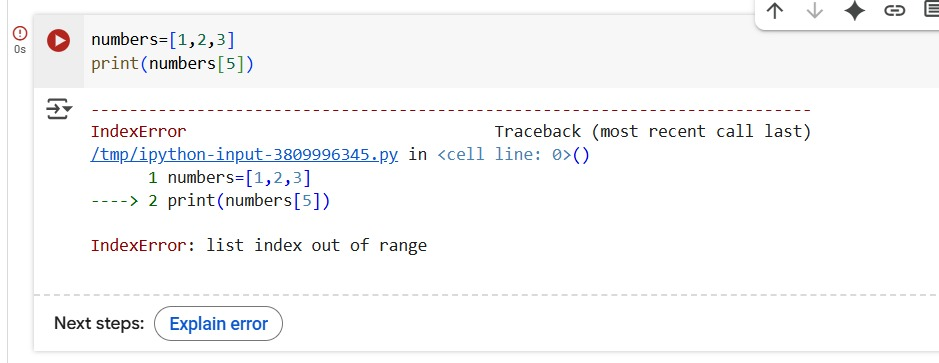 numbers=[1,2,3]
print(numbers[5])
0s
---------------------------------------------------------------------------
IndexError                                Traceback (most recent call last)
/tmp/ipython-input-3809996345.py in <cell line: 0>()
      1 numbers=[1,2,3]
----> 2 print(numbers[5])

IndexError: list index out of range
Next steps: Explain error